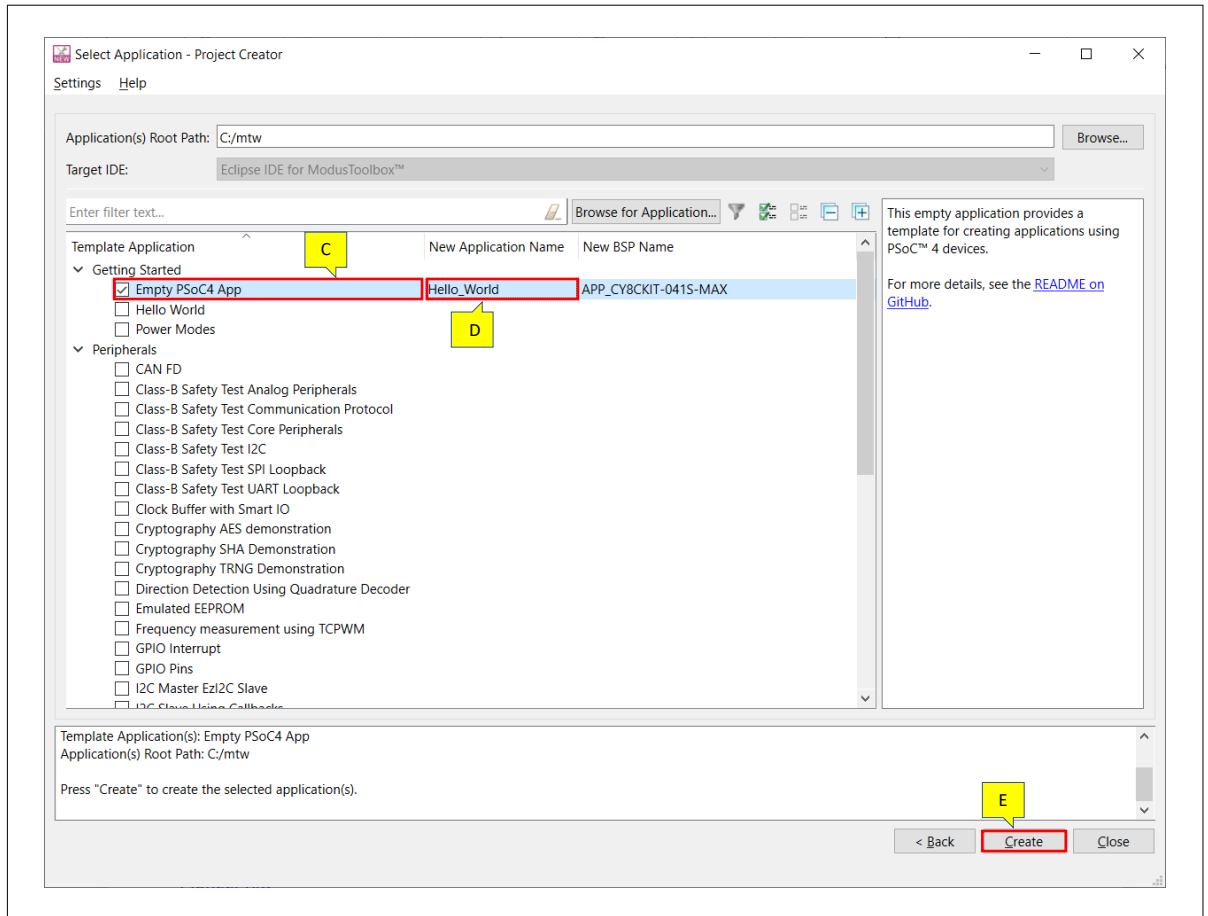 NEW Select Application - Project Creator
Settings Help
Application(s) Root Path: C:/mtw Browse...
Target IDE: Eclipse IDE for ModusToolbox™
Enter filter text... Browse for Application...
Template Application New Application Name New BSP Name
C
Getting Started
Empty PSoC4 App Hello_World APP_CY8CKIT-041S-MAX
Hello World
D
Power Modes
Peripherals
CAN FD
Class-B Safety Test Analog Peripherals
Class-B Safety Test Communication Protocol
Class-B Safety Test Core Peripherals
Class-B Safety Test I2C
Class-B Safety Test SPI Loopback
Class-B Safety Test UART Loopback
Clock Buffer with Smart IO
Cryptography AES demonstration
Cryptography SHA Demonstration
Cryptography TRNG Demonstration
Direction Detection Using Quadrature Decoder
Emulated EEPROM
Frequency measurement using TCPWM
GPIO Interrupt
GPIO Pins
I2C Master EzI2C Slave
I2C Slave Using Callbacks
This empty application provides a
template for creating applications using
PSoC™ 4 devices.
For more details, see the README on
GitHub.
Template Application(s): Empty PSoC4 App
Application(s) Root Path: C:/mtw
Press "Create" to create the selected application(s).
E
< Back Create Close